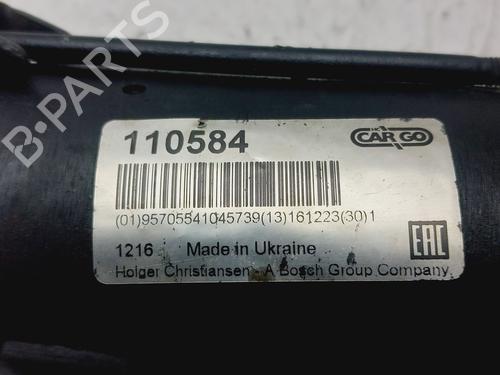 B-PARTS
110584
HC
CARGO
(01)95705541045739(13)161223(30)1
1216 Made in Ukraine
EAC
Holger Christiansen - A Bosch Group Company